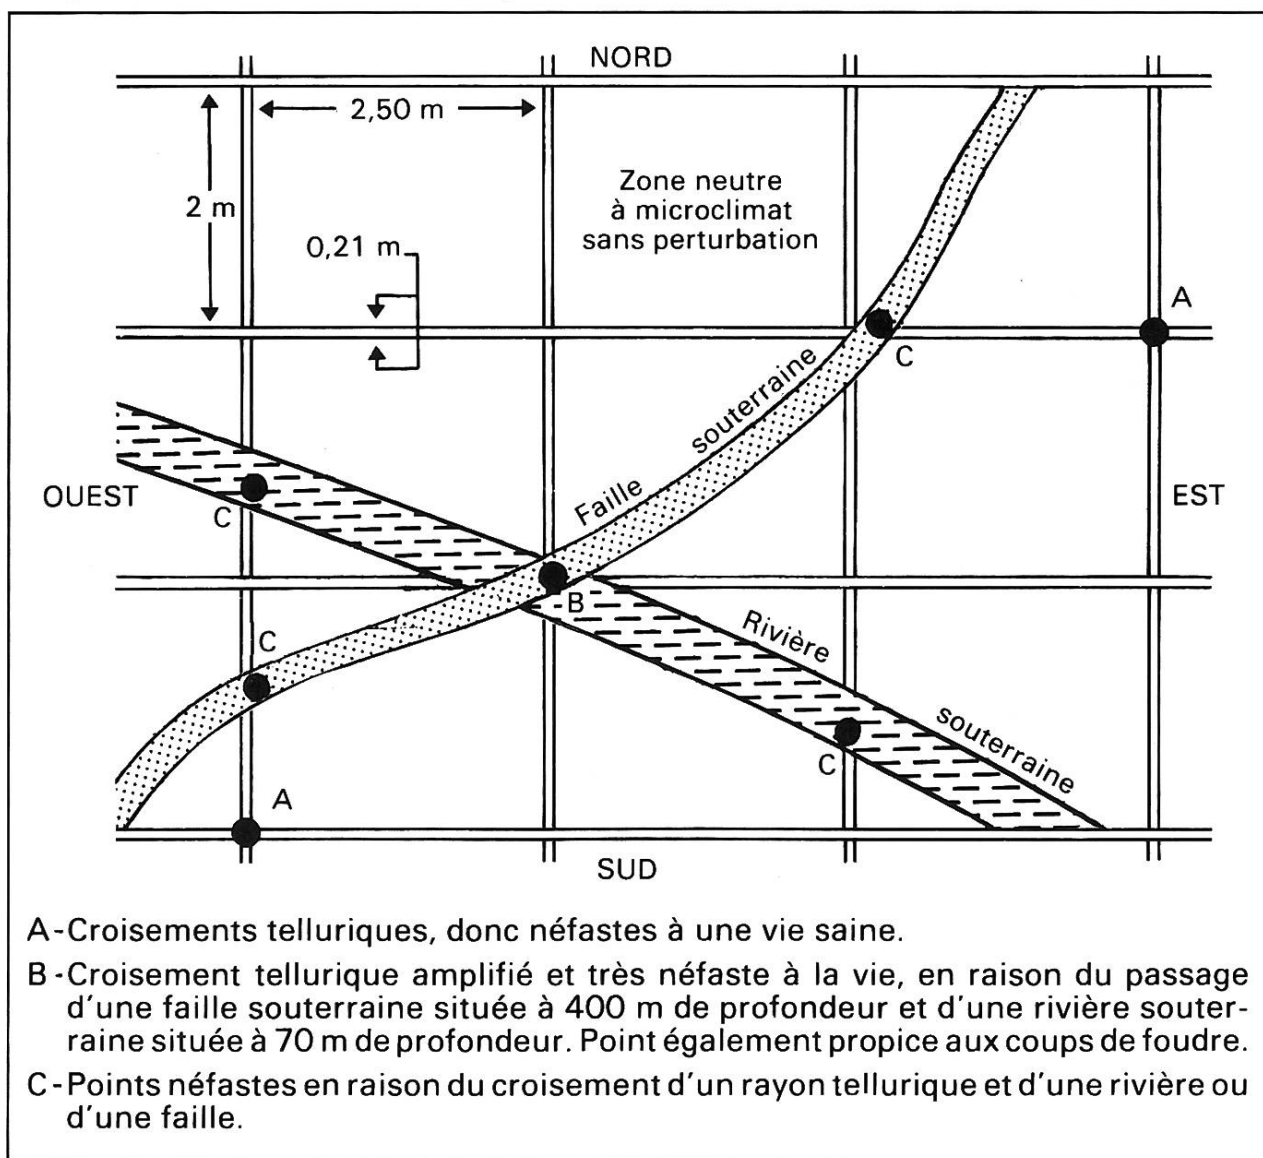 NORD
2,50 m
Zone neutre
à microclimat
sans perturbation
2 m
0,21 m
A
C
souterraine
Faille
OUEST
EST
C
B
C
Rivière
souterraine
C
A
SUD
A - Croisements telluriques, donc néfastes à une vie saine.
B - Croisement tellurique amplifié et très néfaste à la vie, en raison du passage
d'une faille souterraine située à 400 m de profondeur et d'une rivière souter-
raine située à 70 m de profondeur. Point également propice aux coups de foudre.
C - Points néfastes en raison du croisement d'un rayon tellurique et d'une rivière ou
d'une faille.